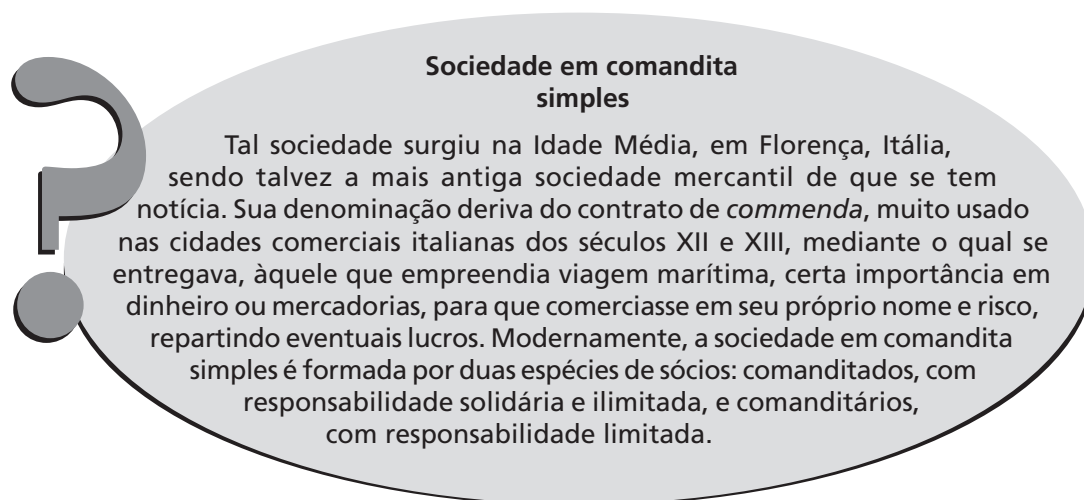 Sociedade em comandita
simples
Tal sociedade surgiu na Idade Média, em Florença, Itália,
sendo talvez a mais antiga sociedade mercantil de que se tem
notícia. Sua denominação deriva do contrato de commenda, muito usado
nas cidades comerciais italianas dos séculos XII e XIII, mediante o qual se
entregava, àquele que empreendia viagem marítima, certa importância em
dinheiro ou mercadorias, para que comerciasse em seu próprio nome e risco,
repartindo eventuais lucros. Modernamente, a sociedade em comandita
simples é formada por duas espécies de sócios: comanditados, com
responsabilidade solidária e ilimitada, e comanditários,
com responsabilidade limitada.